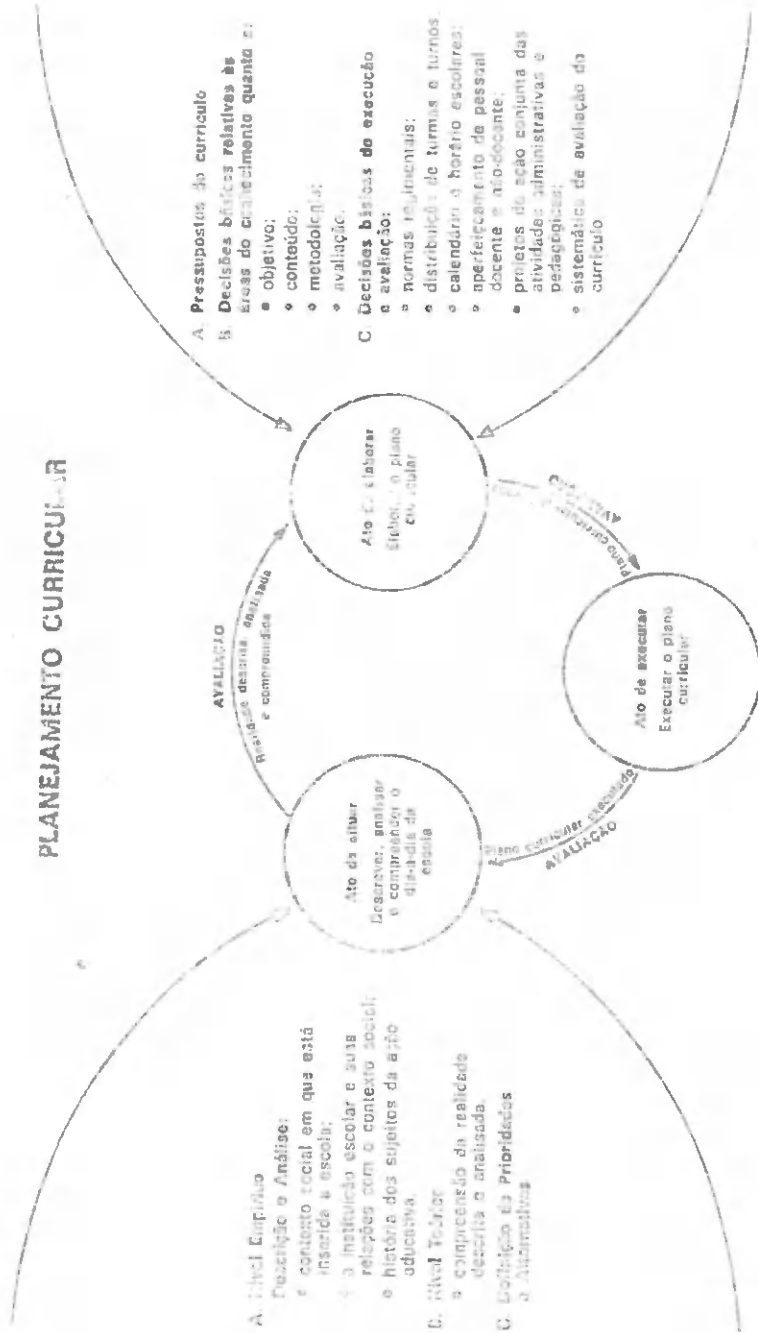 PLANEJAMENTO CURRICULAR
A. Nível Empírico
Descrição e Análise:
• contexto social em que está
inserida a escola;
• a instituição escolar e suas
relações com o contexto social;
• história dos sujeitos da ação
educativa.
B. Nível Teórico
• compreensão da realidade
descrita e analisada.
C. Definição de Prioridades
e Alternativas
Ato de situar
Descrever, analisar
e compreender o
dia-a-dia da
escola
AVALIAÇÃO
Realidade descrita, analisada
e compreendida
Ato de elaborar
Elaborar o plano
curricular
Plano curricular
AVALIAÇÃO
Ato de executar
Executar o plano
curricular
Plano curricular executado
AVALIAÇÃO
A. Pressupostos do currículo
B. Decisões básicas relativas às
áreas do conhecimento quanto a:
• objetivo;
• conteúdo;
• metodologia;
• avaliação.
C. Decisões básicas de execução
e avaliação:
• normas regimentais;
• distribuição de turmas e turnos;
• calendário e horário escolares;
• aperfeiçoamento de pessoal
docente e não-docente;
• projetos de ação conjunta das
atividades administrativas e
pedagógicas;
• sistemática de avaliação do
currículo